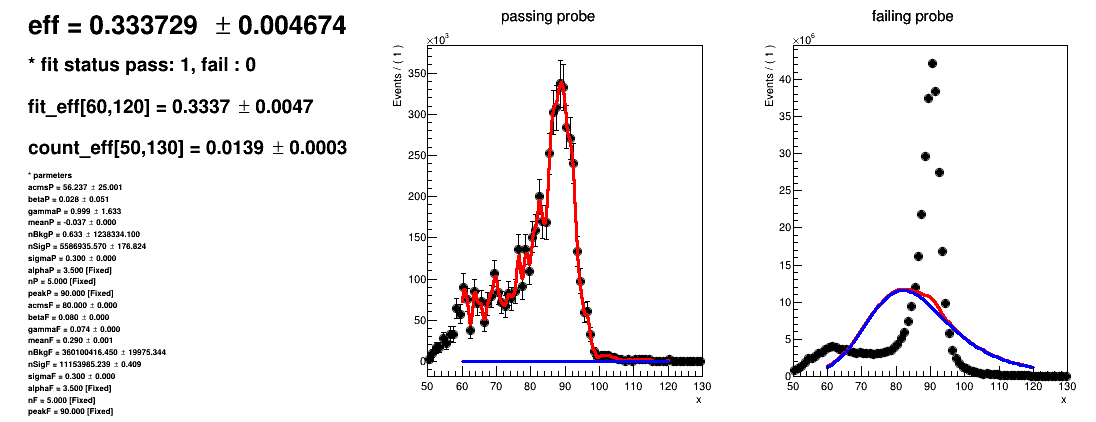 eff = 0.333729 ± 0.004674
* fit status pass: 1, fail : 0
fit_eff[60,120] = 0.3337 ± 0.0047
count_eff[50,130] = 0.0139 ± 0.0003
* parmeters
acmsP = 56.237 ± 25.001
betaP = 0.028 ± 0.051
gammaP = 0.999 ± 1.633
meanP = -0.037 ± 0.000
nBkgP = 0.633 ± 1238334.100
nSigP = 5586935.570 ± 176.824
sigmaP = 0.300 ± 0.000
alphaP = 3.500 [Fixed]
nP = 5.000 [Fixed]
peakP = 90.000 [Fixed]
acmsF = 80.000 ± 0.000
betaF = 0.080 ± 0.000
gammaF = 0.074 ± 0.000
meanF = 0.290 ± 0.001
nBkgF = 360100416.450 ± 19975.344
nSigF = 11153985.239 ± 0.409
sigmaF = 0.300 ± 0.000
alphaF = 3.500 [Fixed]
nF = 5.000 [Fixed]
peakF = 90.000 [Fixed]
passing probe
×10³
Events / ( 1 )
350
300
250
200
150
100
50
0
50 60 70 80 90 100 110 120 130
x
failing probe
×10⁶
Events / ( 1 )
40
35
30
25
20
15
10
5
0
50 60 70 80 90 100 110 120 130
x